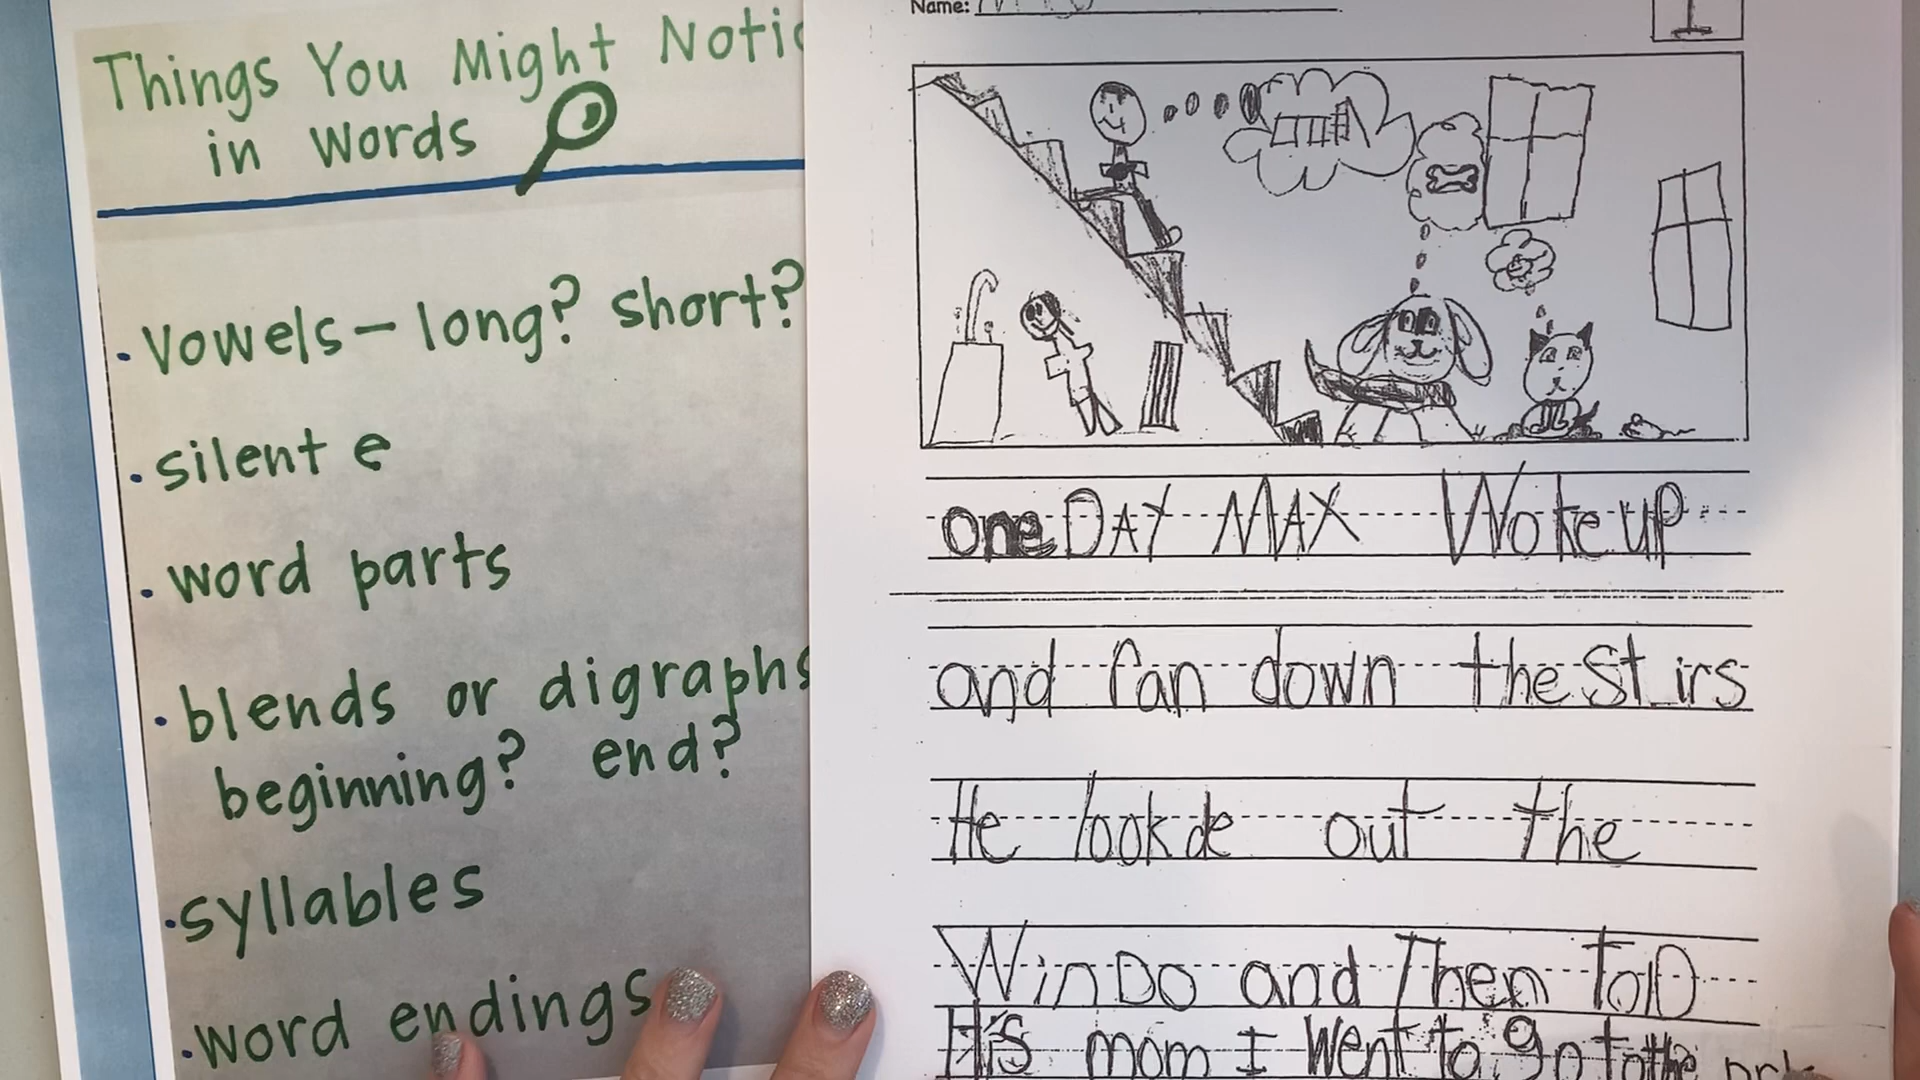 Things You Might Notic
in Words
• vowels – long? short?
• silent e
• word parts
• blends or digraphs
beginning? end?
• syllables
• word endings
Name:
1
one DAY MAX Woke up
and ran down the St irs
He lookde out the
WinDo and Then TolD
His mom I Went to go to the